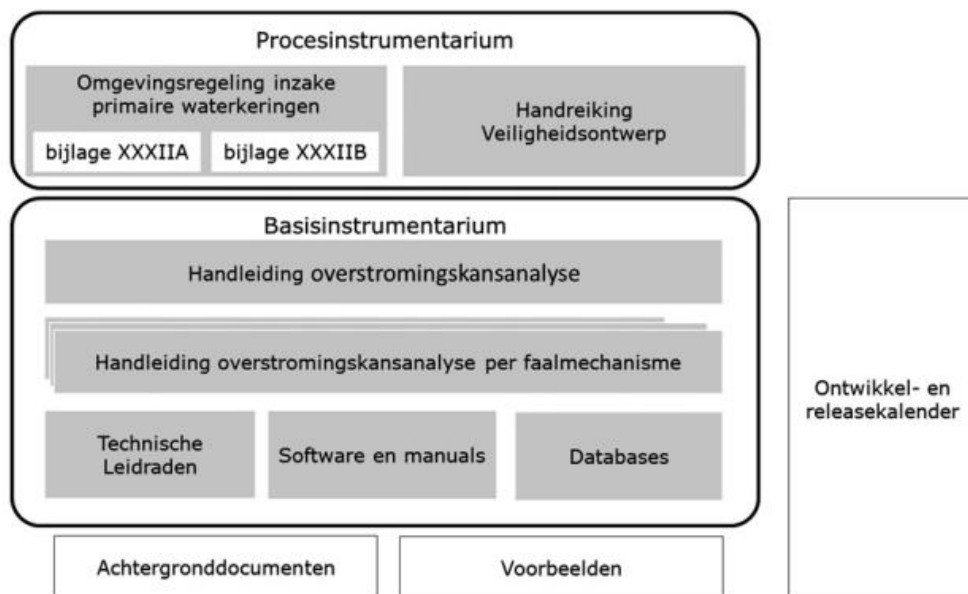 Procesinstrumentarium
Omgevingsregeling inzake
primaire waterkeringen
bijlage XXXIIA
bijlage XXXIIB
Handreiking
Veiligheidsontwerp
Basisinstrumentarium
Handleiding overstromingskansanalyse
Handleiding overstromingskansanalyse per faalmechanisme
Technische
Leidraden
Software en manuals
Databases
Achtergronddocumenten
Voorbeelden
Ontwikkel- en
releasekalender